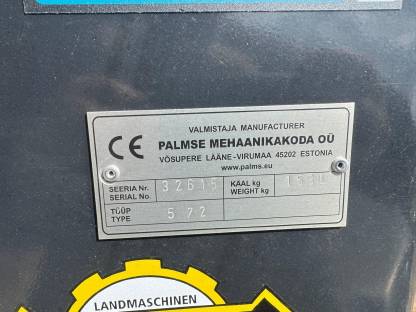 VALMISTAJA MANUFACTURER
CE PALMSE MEHAANIKAKODA OÜ
VÕSUPERE LÄÄNE-VIRUMAA 45202 ESTONIA
www.palms.eu
SEERIA Nr. 32615 KAAL kg
SERIAL No. WEIGHT kg
TÜÜP 572
TYPE
LANDMASCHINEN